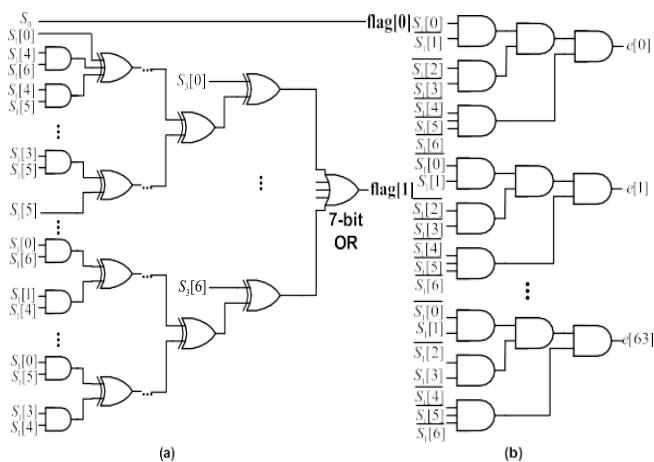 S₀
S₁[0]
S₁[4]
S₁[6]
S₁[4]
S₁[5]
S₁[3]
S₁[5]
S₁[5]
S₁[0]
S₁[6]
S₁[1]
S₁[4]
S₁[0]
S₁[5]
S₁[3]
S₁[4]
...
...
...
...
S₃[0]
S₃[6]
flag[0]
flag[1]
7-bit
OR
(a)
S₁[0]
S₁[1]
S₁[2]
S₁[3]
S₁[4]
S₁[5]
S₁[6]
e[0]
S₁[0]
S₁[1]
S₁[2]
S₁[3]
S₁[4]
S₁[5]
S₁[6]
e[1]
S₁[0]
S₁[1]
S₁[2]
S₁[3]
S₁[4]
S₁[5]
S₁[6]
e[63]
(b)